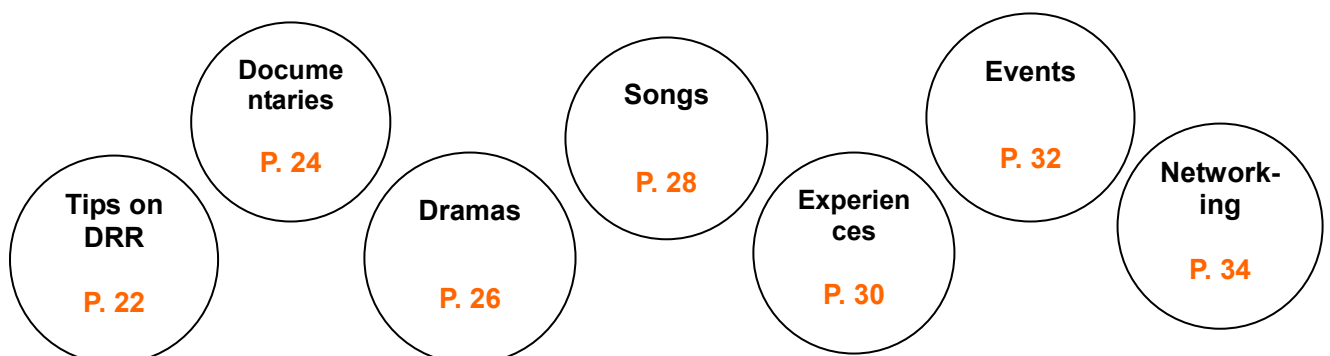 Tips on
DRR
P. 22
Docume
ntaries
P. 24
Dramas
P. 26
Songs
P. 28
Experien
ces
P. 30
Events
P. 32
Network-
ing
P. 34